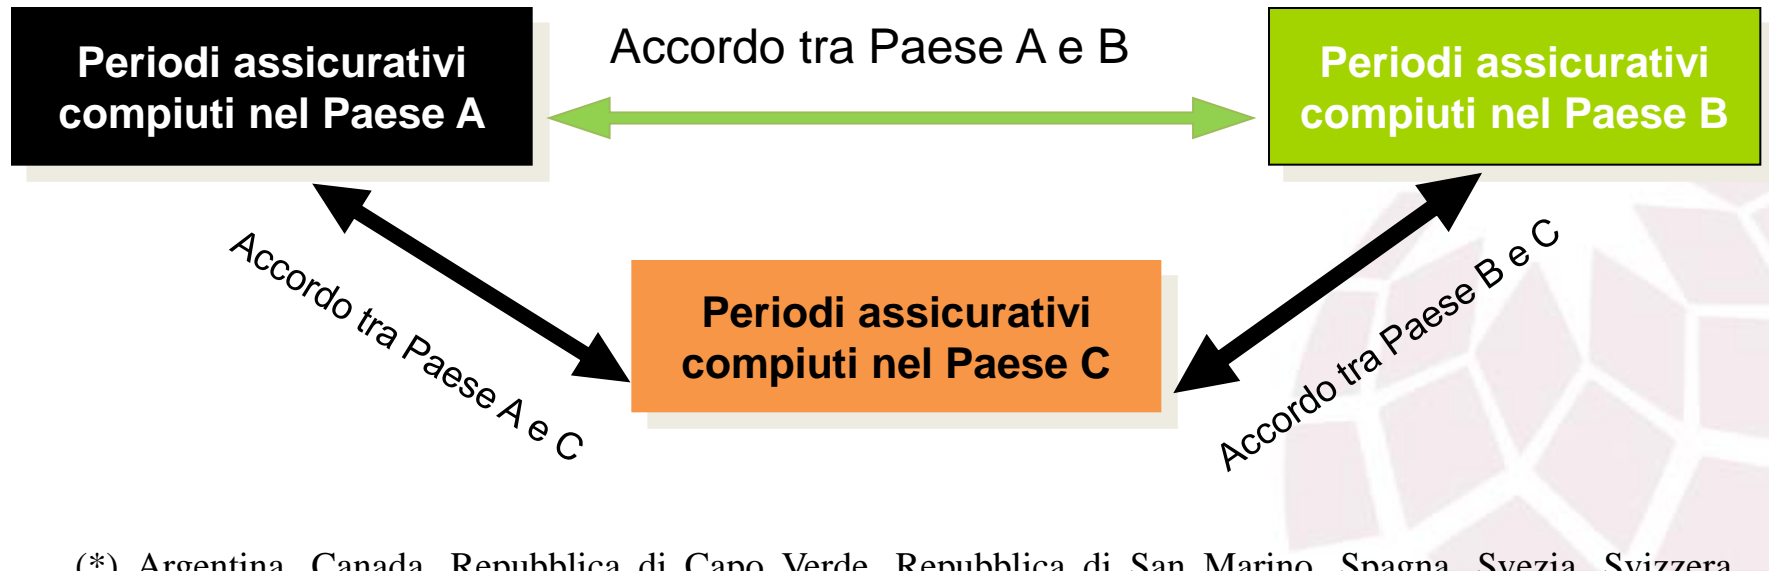 Periodi assicurativi
compiuti nel Paese A
Accordo tra Paese A e B
Periodi assicurativi
compiuti nel Paese B
Accordo tra Paese A e C
Periodi assicurativi
compiuti nel Paese C
Accordo tra Paese B e C
(*) Argentina, Canada, Repubblica di Capo Verde, Repubblica di San Marino, Spagna, Svezia, Svizzera,